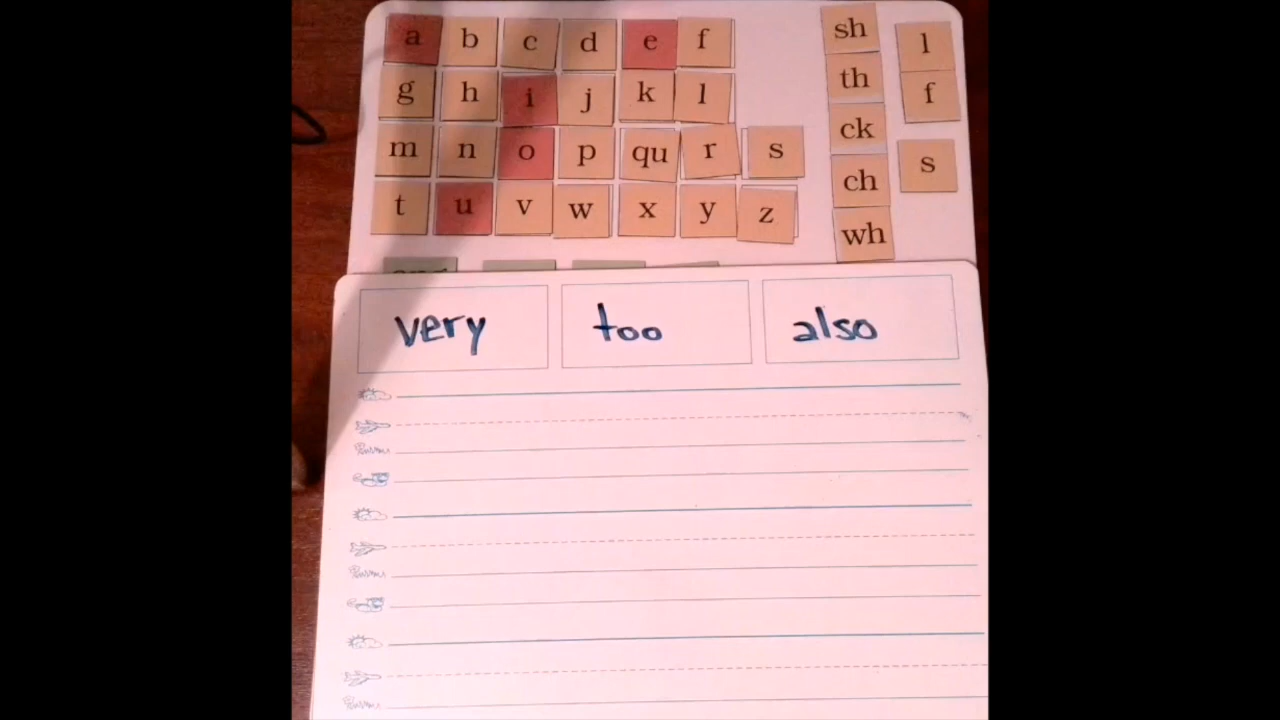 a b c d e f
g h i j k l
m n o p qu r s
t u v w x y z
sh
th
ck
ch
wh
l
f
s
very too also